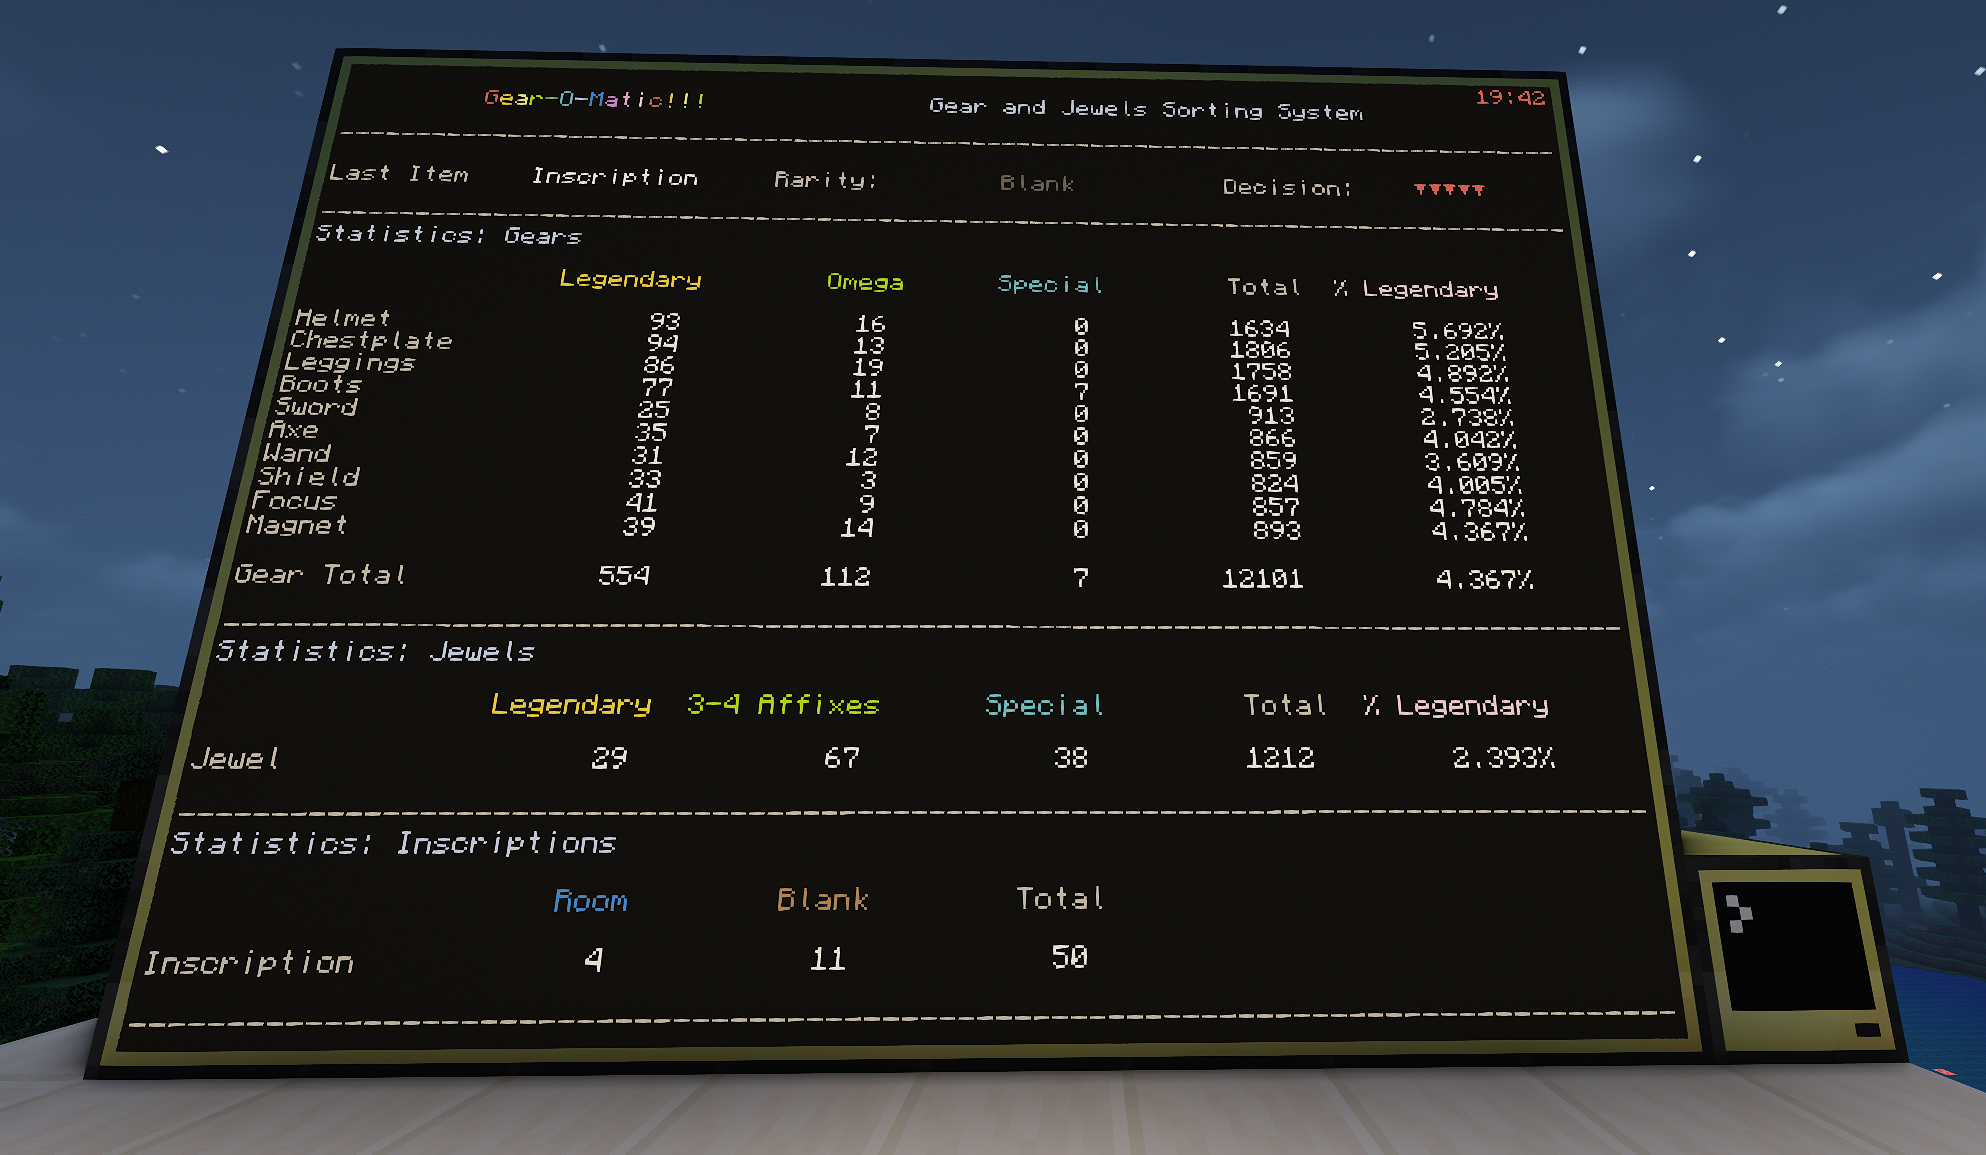 Gear-O-Matic!!! Gear and Jewels Sorting System 19:42
Last Item Inscription Rarity: Blank Decision: ▼▼▼▼▼
Statistics: Gears
Legendary Omega Special Total % Legendary
Helmet 93 16 0 1634 5.692%
Chestplate 94 13 0 1806 5.205%
Leggings 86 19 0 1758 4.892%
Boots 77 11 7 1691 4.554%
Sword 25 8 0 913 2.738%
Axe 35 7 0 866 4.042%
Wand 31 12 0 859 3.609%
Shield 33 3 0 824 4.005%
Focus 41 9 0 857 4.784%
Magnet 39 14 0 893 4.367%
Gear Total 554 112 7 12101 4.367%
Statistics: Jewels
Legendary 3-4 Affixes Special Total % Legendary
Jewel 29 67 38 1212 2.393%
Statistics: Inscriptions
Room Blank Total
Inscription 4 11 50